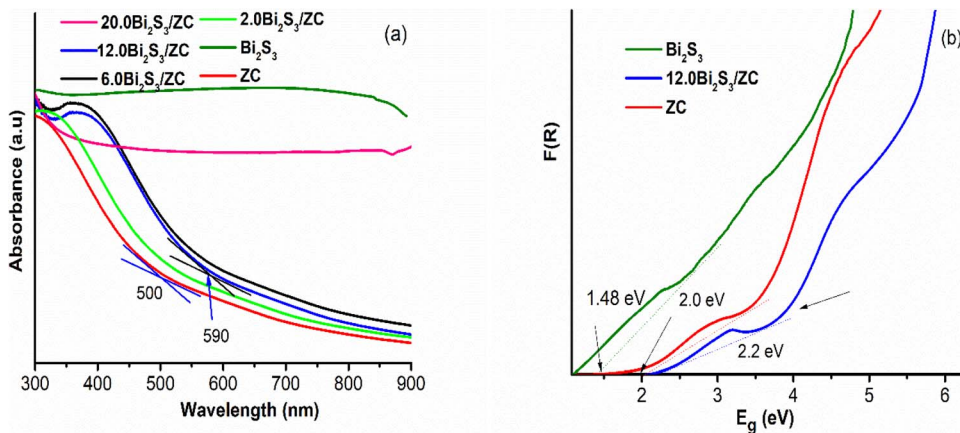 (a)
20.0Bi₂S₃/ZC
2.0Bi₂S₃/ZC
12.0Bi₂S₃/ZC
Bi₂S₃
6.0Bi₂S₃/ZC
ZC
Absorbance (a.u)
500
590
300 400 500 600 700 800 900
Wavelength (nm)
(b)
Bi₂S₃
12.0Bi₂S₃/ZC
ZC
F(R)
1.48 eV
2.0 eV
2.2 eV
2 3 4 5 6
E_g (eV)